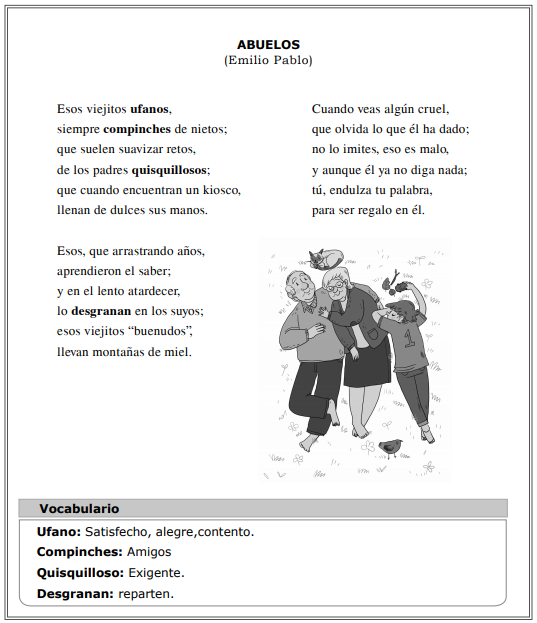 ABUELOS
(Emilio Pablo)
Esos viejitos ufanos,
siempre compinches de nietos;
que suelen suavizar retos,
de los padres quisquillosos;
que cuando encuentran un kiosco,
llenan de dulces sus manos.
Esos, que arrastrando años,
aprendieron el saber;
y en el lento atardecer,
lo desgranan en los suyos;
esos viejitos “buenudos”,
llevan montañas de miel.
Cuando veas algún cruel,
que olvida lo que él ha dado;
no lo imites, eso es malo,
y aunque él ya no diga nada;
tú, endulza tu palabra,
para ser regalo en él.
1
Vocabulario
Ufano: Satisfecho, alegre,contento.
Compinches: Amigos
Quisquilloso: Exigente.
Desgranan: reparten.